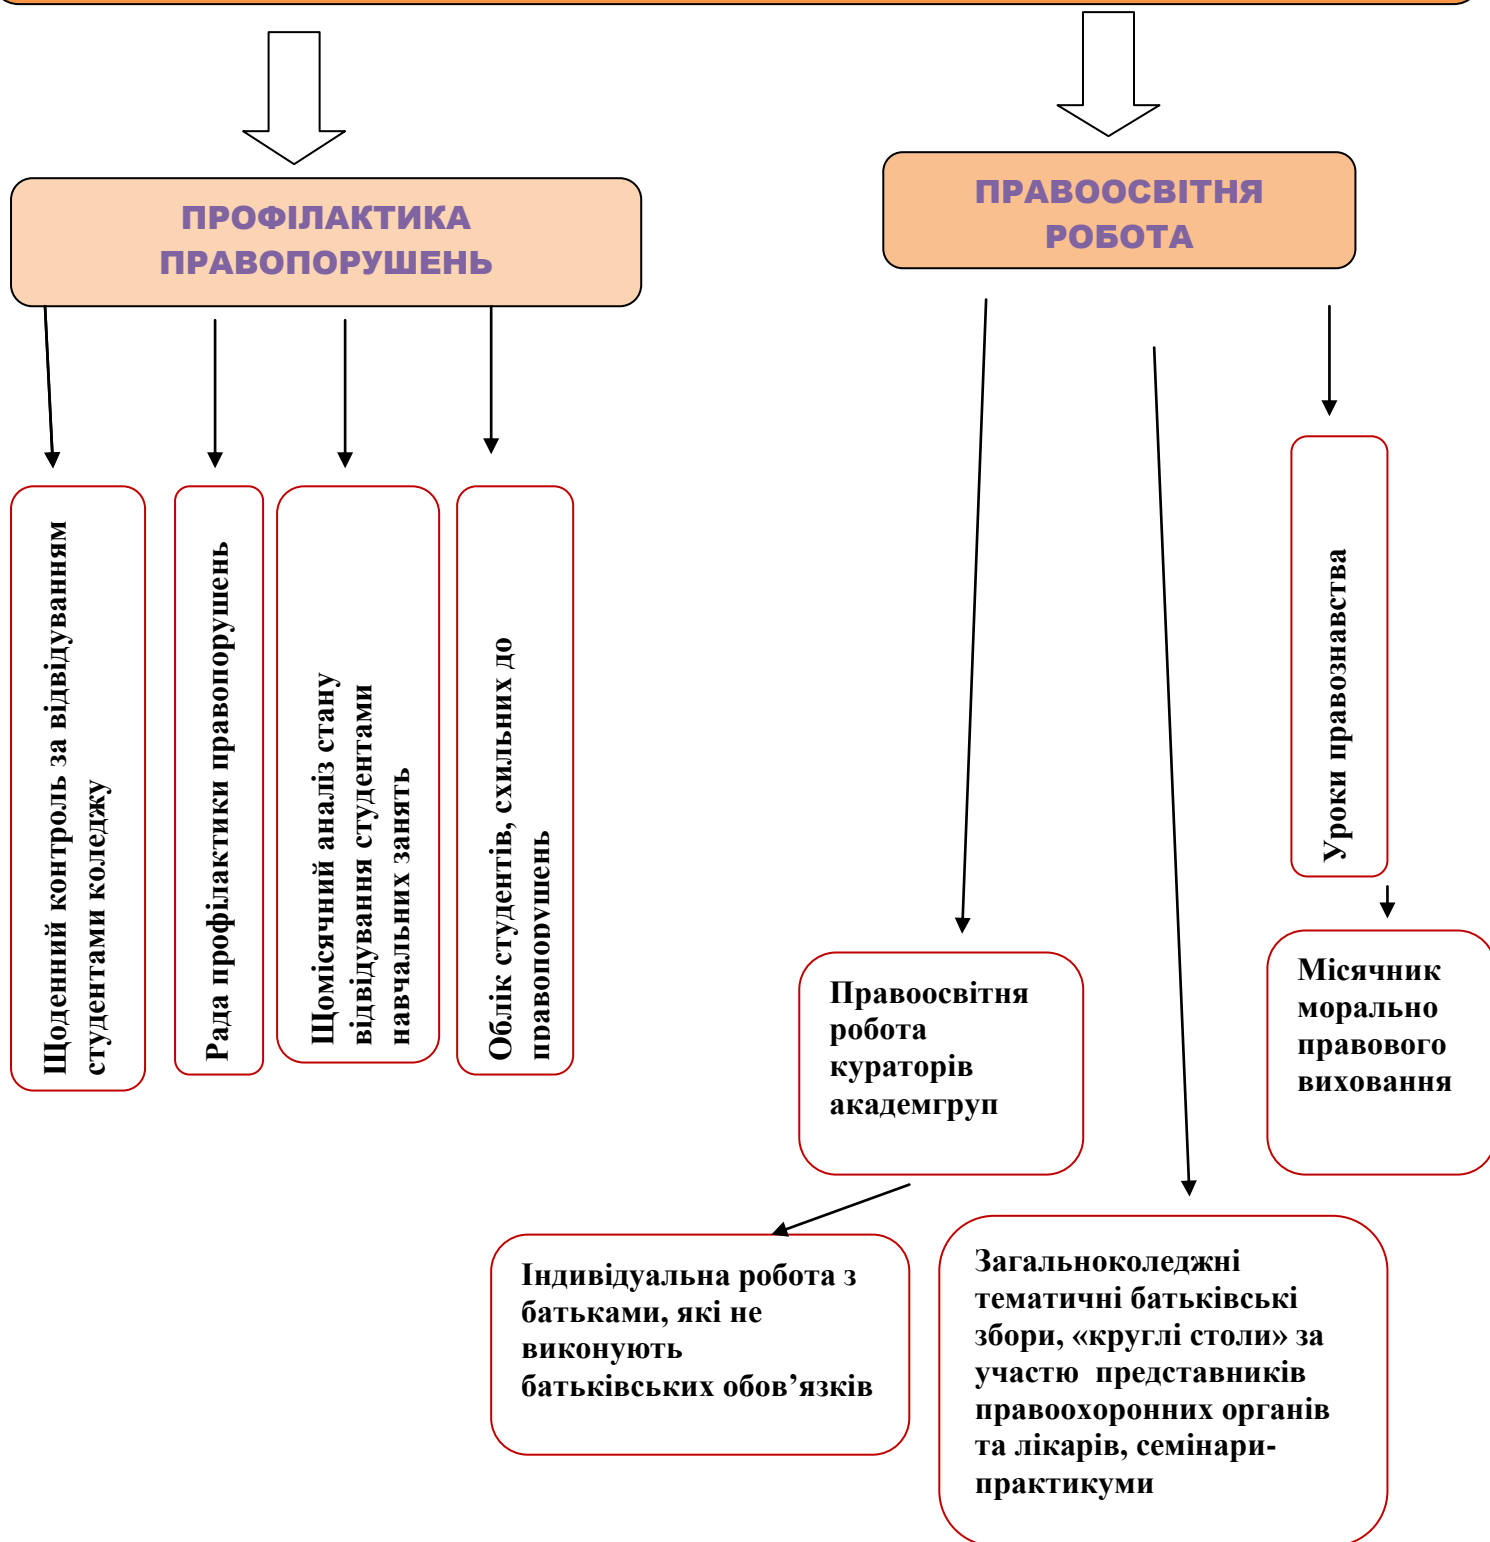 ПРОФІЛАКТИКА
ПРАВОПОРУШЕНЬ
ПРАВООСВІТНЯ
РОБОТА
Щоденний контроль за відвідуванням
студентами коледжу
Рада профілактики правопорушень
Щомісячний аналіз стану
відвідування студентами
навчальних занять
Облік студентів, схильних до
правопорушень
Уроки правознавства
Правоосвітня
робота
кураторів
академгруп
Місячник
морально
правового
виховання
Індивідуальна робота з
батьками, які не
виконують
батьківських обов’язків
Загальноколеджні
тематичні батьківські
збори, «круглі столи» за
участю представників
правоохоронних органів
та лікарів, семінари-
практикуми